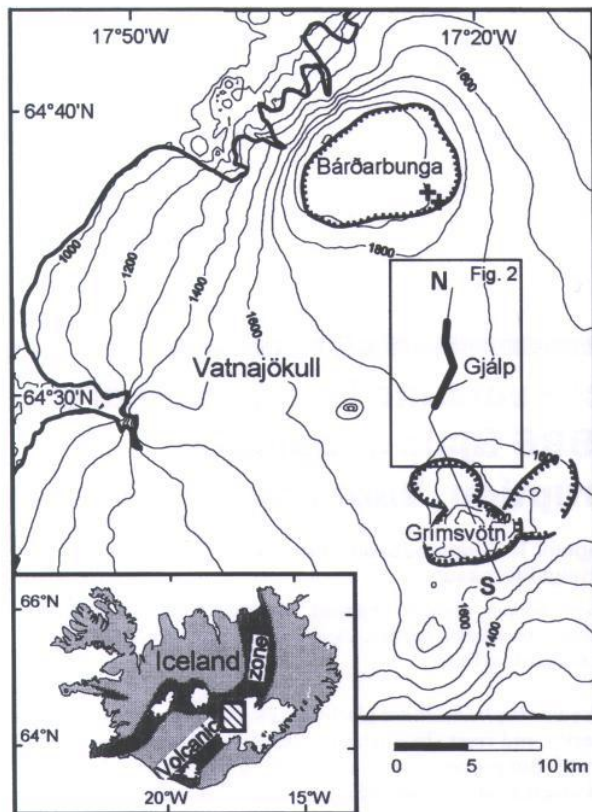 17°50'W 17°20'W
1600
64°40'N
Bárðarbunga
1000
1800
1200
N Fig. 2
1400
1600
Vatnajökull Gjálp
64°30'N
1600
Grímsvötn
S
1600
1400
66°N
Iceland
zone
Volcanic
64°N
20°W 15°W
0 5 10 km